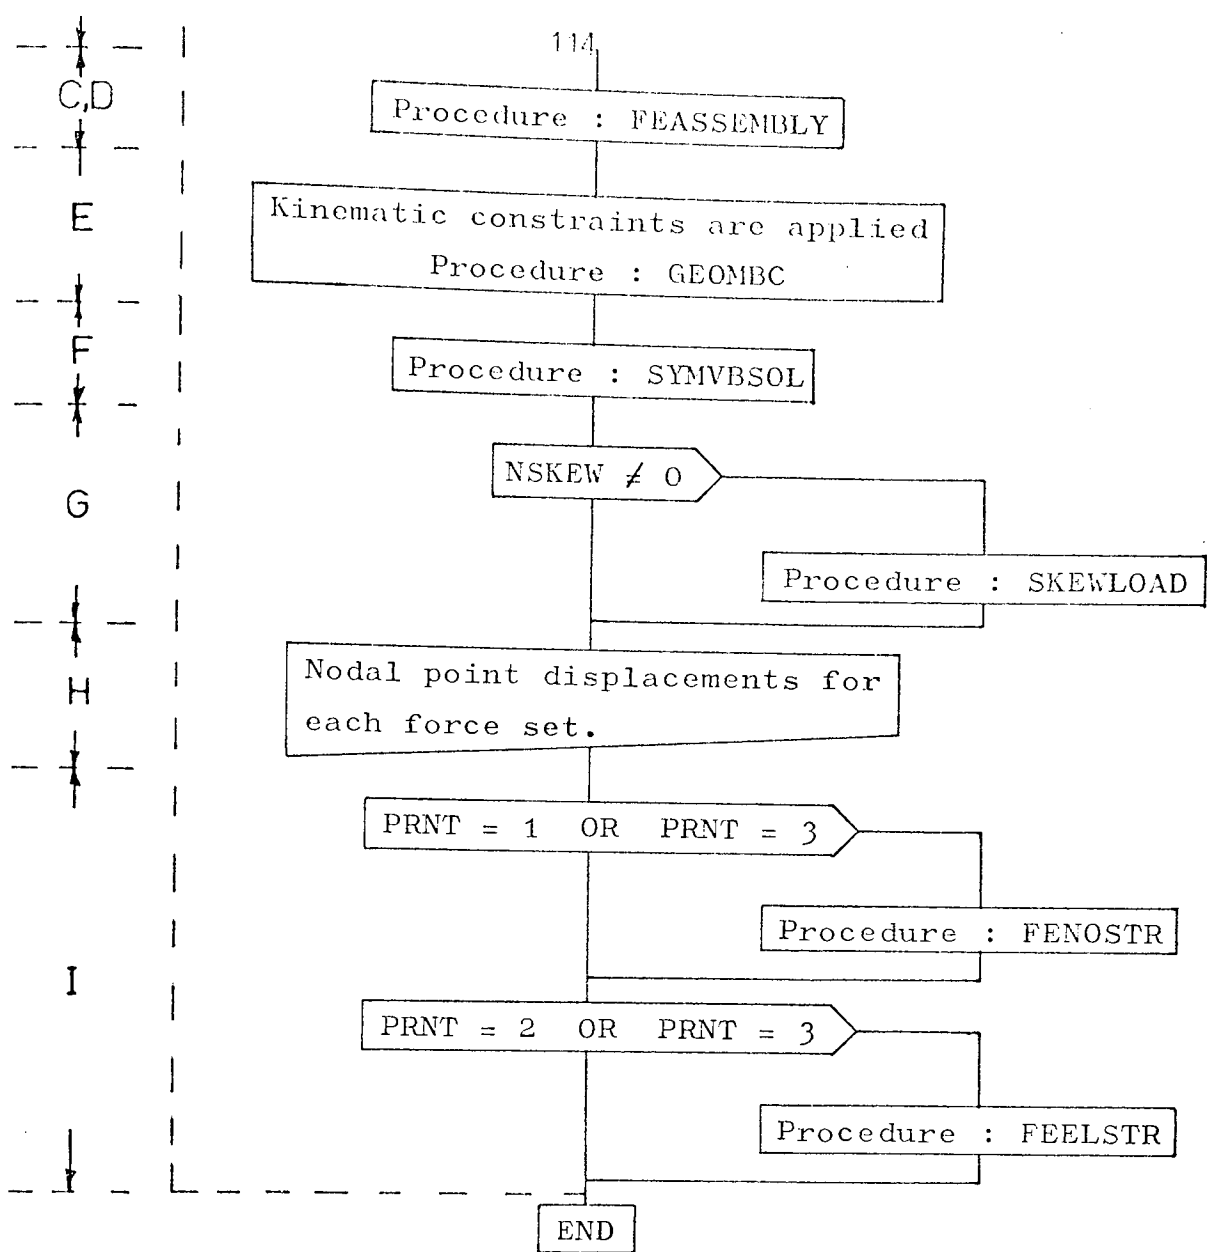 114
C,D
Procedure : FEASSEMBLY
E
Kinematic constraints are applied
Procedure : GEOMBC
F
Procedure : SYMVBSOL
G
NSKEW ≠ 0
Procedure : SKEWLOAD
H
Nodal point displacements for
each force set.
PRNT = 1 OR PRNT = 3
Procedure : FENOSTR
I
PRNT = 2 OR PRNT = 3
Procedure : FEELSTR
END